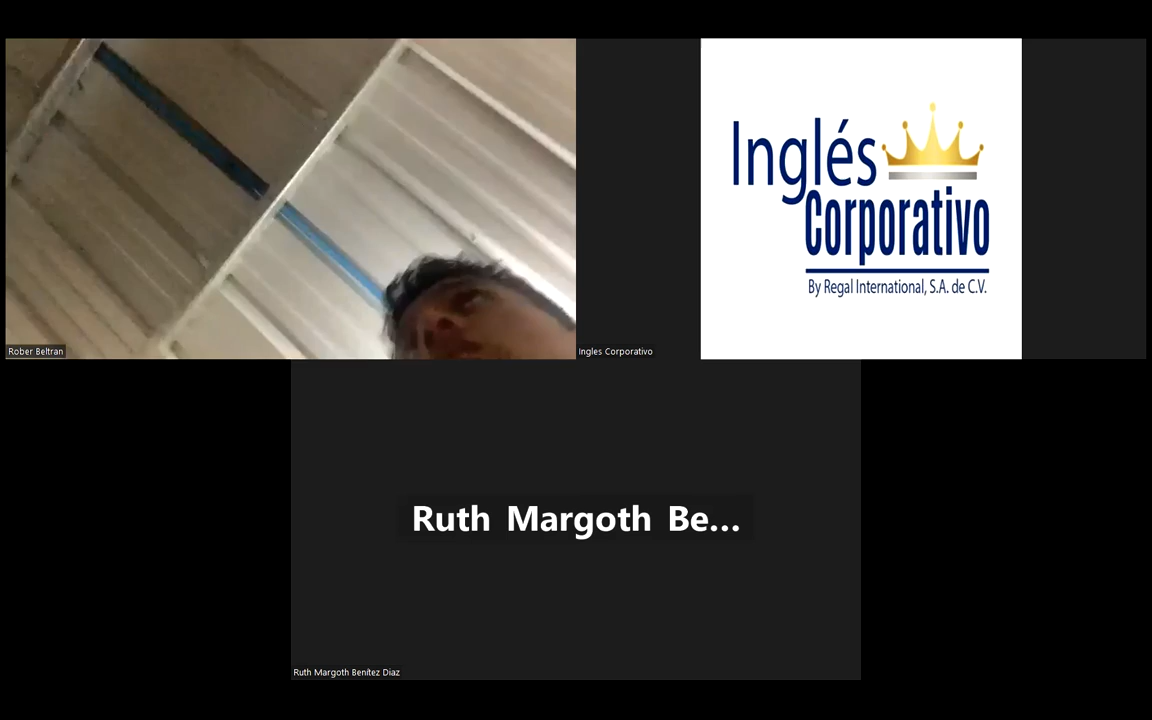 Inglés
Corporativo
By Regal International, S.A. de C.V.
Rober Beltran
Ingles Corporativo
Ruth Margoth Be...
Ruth Margoth Benítez Diaz